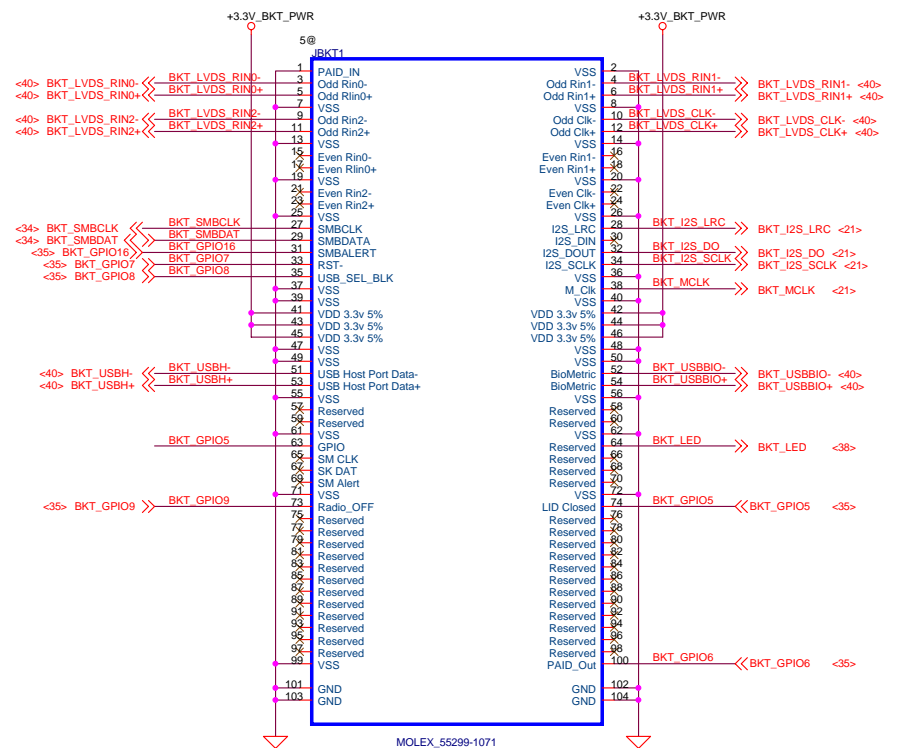 +3.3V_BKT_PWR +3.3V_BKT_PWR
5@
JBKT1
1 PAID_IN VSS 2
<40> BKT_LVDS_RIN0- BKT_LVDS_RIN0- 3 Odd Rin0- Odd Rin1- 4 BKT_LVDS_RIN1- BKT_LVDS_RIN1- <40>
<40> BKT_LVDS_RIN0+ BKT_LVDS_RIN0+ 5 Odd Rlin0+ Odd Rin1+ 6 BKT_LVDS_RIN1+ BKT_LVDS_RIN1+ <40>
7 VSS VSS 8
<40> BKT_LVDS_RIN2- BKT_LVDS_RIN2- 9 Odd Rin2- Odd Clk- 10 BKT_LVDS_CLK- BKT_LVDS_CLK- <40>
<40> BKT_LVDS_RIN2+ BKT_LVDS_RIN2+ 11 Odd Rin2+ Odd Clk+ 12 BKT_LVDS_CLK+ BKT_LVDS_CLK+ <40>
13 VSS VSS 14
15 Even Rin0- Even Rin1- 16
17 Even Rlin0+ Even Rin1+ 18
19 VSS VSS 20
21 Even Rin2- Even Clk- 22
23 Even Rin2+ Even Clk+ 24
25 VSS VSS 26
<34> BKT_SMBCLK BKT_SMBCLK 27 SMBCLK I2S_LRC 28 BKT_I2S_LRC BKT_I2S_LRC <21>
<34> BKT_SMBDAT BKT_SMBDAT 29 SMBDATA I2S_DIN 30
<35> BKT_GPIO16 BKT_GPIO16 31 SMBALERT I2S_DOUT 32 BKT_I2S_DO BKT_I2S_DO <21>
<35> BKT_GPIO7 BKT_GPIO7 33 RST- I2S_SCLK 34 BKT_I2S_SCLK BKT_I2S_SCLK <21>
<35> BKT_GPIO8 BKT_GPIO8 35 USB_SEL_BLK VSS 36
37 VSS M_Clk 38 BKT_MCLK BKT_MCLK <21>
39 VSS VSS 40
41 VDD 3.3v 5% VDD 3.3v 5% 42
43 VDD 3.3v 5% VDD 3.3v 5% 44
45 VDD 3.3v 5% VDD 3.3v 5% 46
47 VSS VSS 48
49 VSS VSS 50
<40> BKT_USBH- BKT_USBH- 51 USB Host Port Data- BioMetric 52 BKT_USBBIO- BKT_USBBIO- <40>
<40> BKT_USBH+ BKT_USBH+ 53 USB Host Port Data+ BioMetric 54 BKT_USBBIO+ BKT_USBBIO+ <40>
55 VSS VSS 56
57 Reserved Reserved 58
59 Reserved Reserved 60
61 VSS VSS 62
BKT_GPIO5 63 GPIO Reserved 64 BKT_LED BKT_LED <38>
65 SM CLK Reserved 66
67 SK DAT Reserved 68
69 SM Alert Reserved 70
71 VSS VSS 72
<35> BKT_GPIO9 BKT_GPIO9 73 Radio_OFF LID Closed 74 BKT_GPIO5 BKT_GPIO5 <35>
75 Reserved Reserved 76
77 Reserved Reserved 78
79 Reserved Reserved 80
81 Reserved Reserved 82
83 Reserved Reserved 84
85 Reserved Reserved 86
87 Reserved Reserved 88
89 Reserved Reserved 90
91 Reserved Reserved 92
93 Reserved Reserved 94
95 Reserved Reserved 96
97 Reserved Reserved 98
99 VSS PAID_Out 100 BKT_GPIO6 BKT_GPIO6 <35>
101 GND GND 102
103 GND GND 104
MOLEX_55299-1071